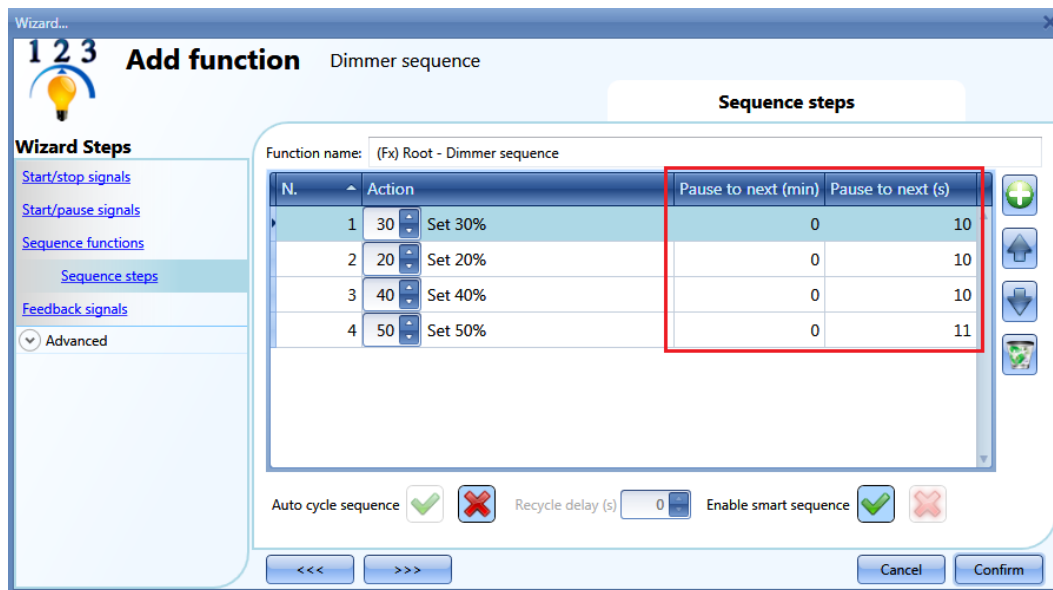 Wizard...
1 2 3
Add function Dimmer sequence
Sequence steps
Wizard Steps
Start/stop signals
Start/pause signals
Sequence functions
Sequence steps
Feedback signals
Advanced
Function name: (Fx) Root - Dimmer sequence
N. Action Pause to next (min) Pause to next (s)
1 30 Set 30% 0 10
2 20 Set 20% 0 10
3 40 Set 40% 0 10
4 50 Set 50% 0 11
Auto cycle sequence Recycle delay (s) 0 Enable smart sequence
<<< >>> Cancel Confirm